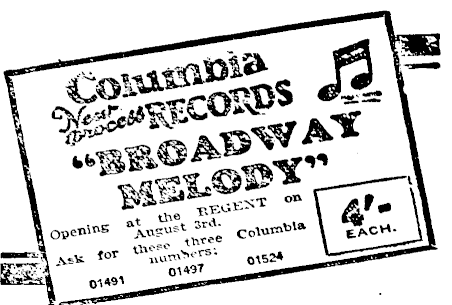 Columbia
New Process RECORDS
"BROADWAY
MELODY"
Opening at the REGENT on
August 3rd.
Ask for these three Columbia
numbers:
01491 01497 01524
4'-
EACH.